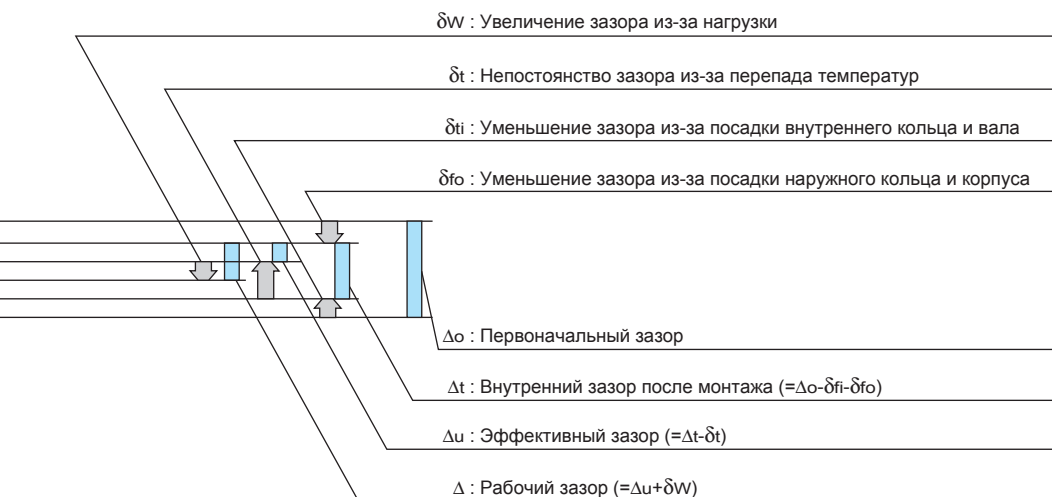 δW : Увеличение зазора из-за нагрузки
δt : Непостоянство зазора из-за перепада температур
δti : Уменьшение зазора из-за посадки внутреннего кольца и вала
δfo : Уменьшение зазора из-за посадки наружного кольца и корпуса
Δo : Первоначальный зазор
Δt : Внутренний зазор после монтажа (=Δo-δfi-δfo)
Δu : Эффективный зазор (=Δt-δt)
Δ : Рабочий зазор (=Δu+δW)